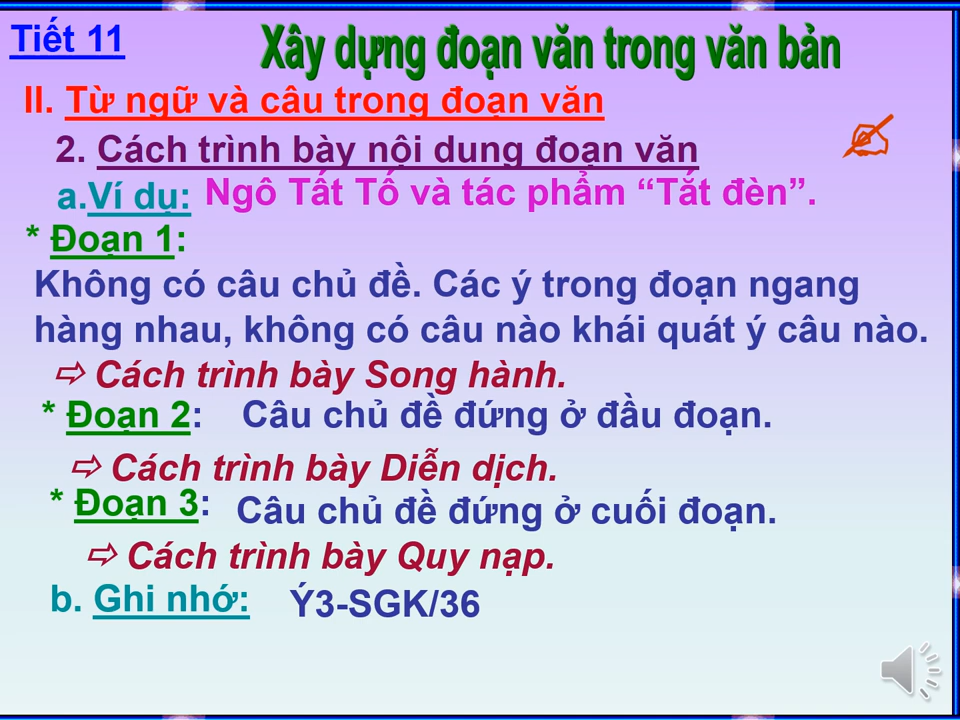 Tiết 11
Xây dựng đoạn văn trong văn bản
II. Từ ngữ và câu trong đoạn văn
2. Cách trình bày nội dung đoạn văn
a.Ví dụ: Ngô Tất Tố và tác phẩm “Tắt đèn”.
* Đoạn 1:
Không có câu chủ đề. Các ý trong đoạn ngang
hàng nhau, không có câu nào khái quát ý câu nào.
⇨ Cách trình bày Song hành.
* Đoạn 2: Câu chủ đề đứng ở đầu đoạn.
⇨ Cách trình bày Diễn dịch.
* Đoạn 3: Câu chủ đề đứng ở cuối đoạn.
⇨ Cách trình bày Quy nạp.
b. Ghi nhớ: Ý3-SGK/36